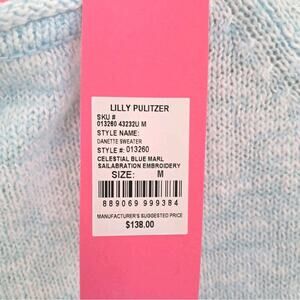 LILLY PULITZER
SKU #
013260 43232U M
STYLE NAME:
DANETTE SWEATER
STYLE #: 013260
CELESTIAL BLUE MARL
SAILABRATION EMBROIDERY
SIZE: M
889069 999384
MANUFACTURER'S SUGGESTED PRICE
$138.00